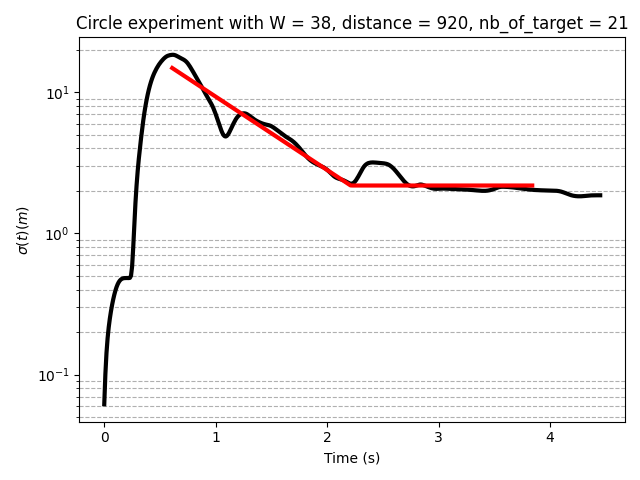 Circle experiment with W = 38, distance = 920, nb_of_target = 21
10¹
10⁰
10⁻¹
σ(t)(m)
0 1 2 3 4
Time (s)